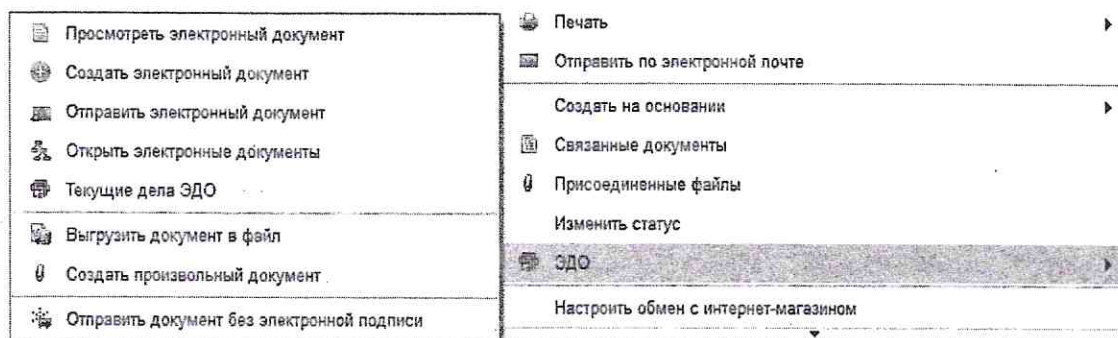 Просмотреть электронный документ
Создать электронный документ
Отправить электронный документ
Открыть электронные документы
Текущие дела ЭДО
Выгрузить документ в файл
Создать произвольный документ
Отправить документ без электронной подписи
Печать
Отправить по электронной почте
Создать на основании
Связанные документы
Присоединенные файлы
Изменить статус
ЭДО
Настроить обмен с интернет-магазином